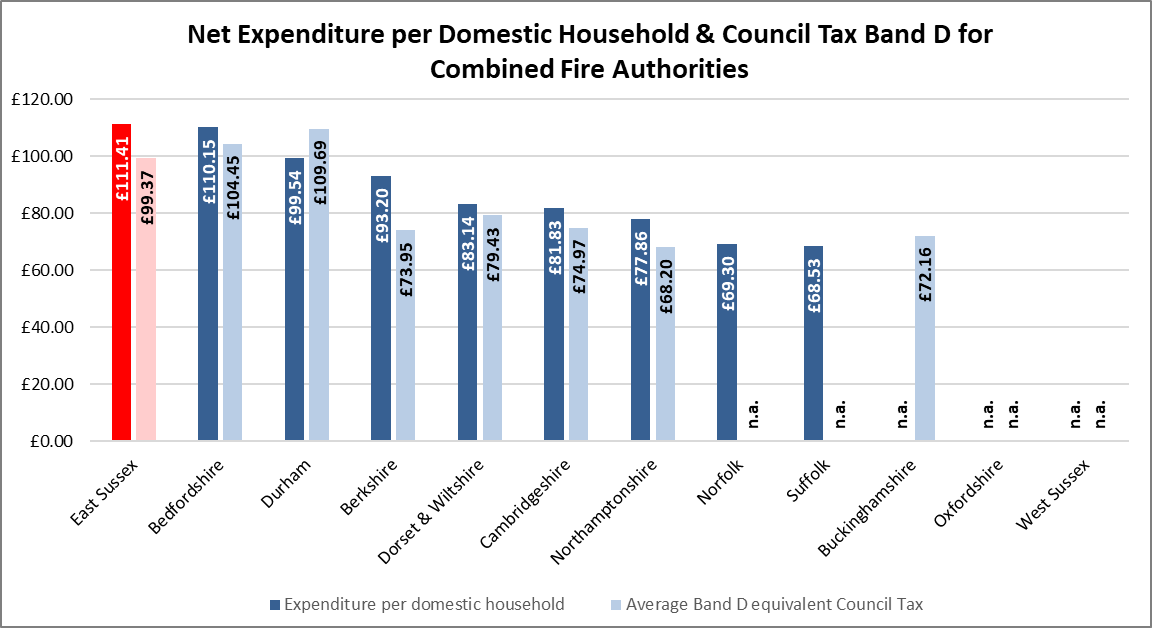 Net Expenditure per Domestic Household & Council Tax Band D for
Combined Fire Authorities
£120.00
£100.00
£80.00
£60.00
£40.00
£20.00
£0.00
£111.41
£99.37
£110.15
£104.45
£99.54
£109.69
£93.20
£73.95
£83.14
£79.43
£81.83
£74.97
£77.86
£68.20
£69.30
n.a.
£68.53
n.a.
n.a.
£72.16
n.a.
n.a.
n.a.
n.a.
East Sussex
Bedfordshire
Durham
Berkshire
Dorset & Wiltshire
Cambridgeshire
Northamptonshire
Norfolk
Suffolk
Buckinghamshire
Oxfordshire
West Sussex
Expenditure per domestic household
Average Band D equivalent Council Tax